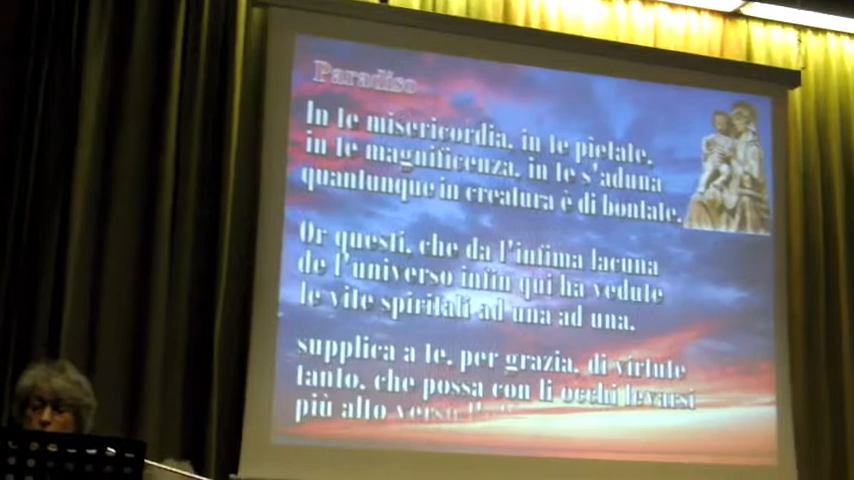 Paradiso
In te misericordia, in te pietate,
in te magnificenza, in te s'aduna
quantunque in creatura è di bontate.
Or questi, che da l'infima lacuna
de l'universo infin qui ha vedute
le vite spiritali ad una ad una,
supplica a te, per grazia, di virtute
tanto, che possa con li occhi levarsi
più alto